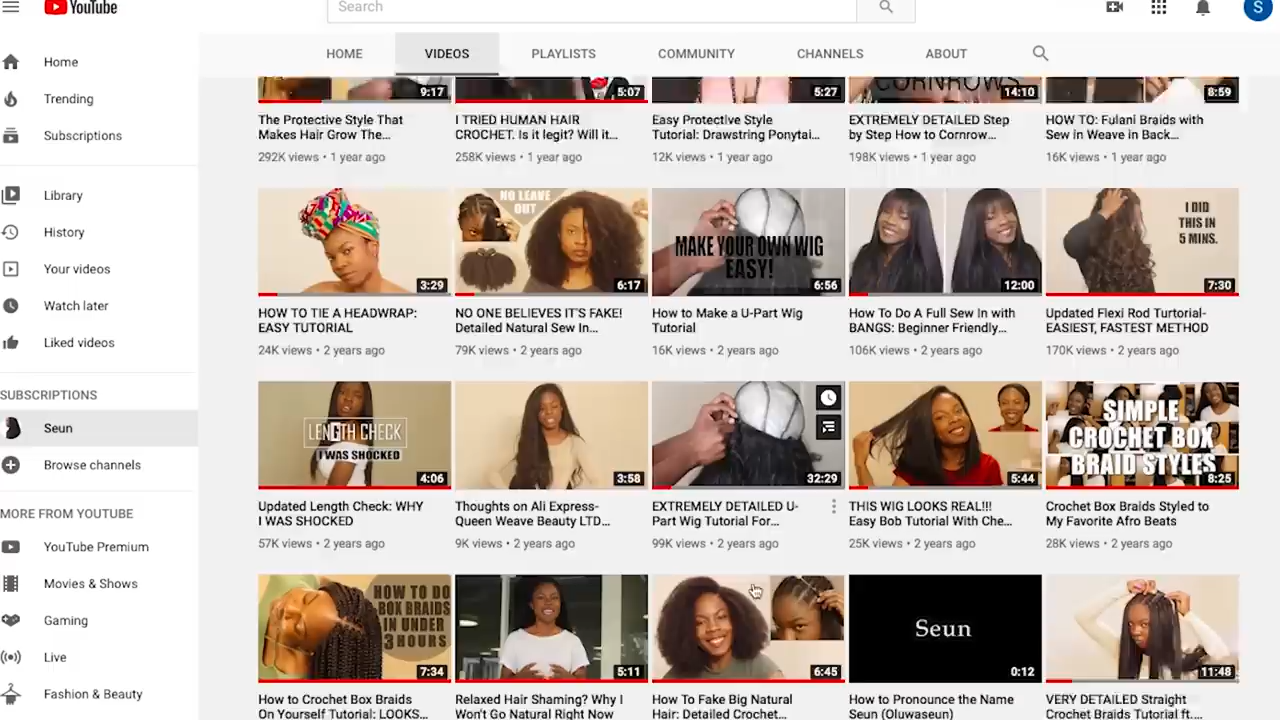 YouTube
Search
S
HOME
VIDEOS
PLAYLISTS
COMMUNITY
CHANNELS
ABOUT
Home
Trending
Subscriptions
Library
History
Your videos
Watch later
Liked videos
SUBSCRIPTIONS
Seun
Browse channels
MORE FROM YOUTUBE
YouTube Premium
Movies & Shows
Gaming
Live
Fashion & Beauty
9:17
5:07
5:27
CORNROWS
14:10
8:59
The Protective Style That
Makes Hair Grow The...
292K views • 1 year ago
I TRIED HUMAN HAIR
CROCHET. Is it legit? Will it...
258K views • 1 year ago
Easy Protective Style
Tutorial: Drawstring Ponytai...
12K views • 1 year ago
EXTREMELY DETAILED Step
by Step How to Cornrow...
198K views • 1 year ago
HOW TO: Fulani Braids with
Sew in Weave in Back...
16K views • 1 year ago
3:29
NO LEAVE
OUT
6:17
MAKE YOUR OWN WIG
EASY!
6:56
12:00
I DID
THIS IN
5 MINS.
7:30
HOW TO TIE A HEADWRAP:
EASY TUTORIAL
24K views • 2 years ago
NO ONE BELIEVES IT'S FAKE!
Detailed Natural Sew In...
79K views • 2 years ago
How to Make a U-Part Wig
Tutorial
16K views • 2 years ago
How To Do A Full Sew In with
BANGS: Beginner Friendly...
106K views • 2 years ago
Updated Flexi Rod Turtorial-
EASIEST, FASTEST METHOD
170K views • 2 years ago
LENGTH CHECK
I WAS SHOCKED
4:06
3:58
32:29
5:44
SIMPLE
CROCHET BOX
BRAID STYLES
8:25
Updated Length Check: WHY
I WAS SHOCKED
57K views • 2 years ago
Thoughts on Ali Express-
Queen Weave Beauty LTD...
9K views • 2 years ago
EXTREMELY DETAILED U-
Part Wig Tutorial For...
99K views • 2 years ago
THIS WIG LOOKS REAL!!!
Easy Bob Tutorial With Che...
25K views • 2 years ago
Crochet Box Braids Styled to
My Favorite Afro Beats
28K views • 2 years ago
HOW TO DO
BOX BRAIDS
IN UNDER
3 HOURS
7:34
5:11
6:45
Seun
0:12
11:48
How to Crochet Box Braids
On Yourself Tutorial: LOOKS...
Relaxed Hair Shaming? Why I
Won't Go Natural Right Now
How To Fake Big Natural
Hair: Detailed Crochet...
How to Pronounce the Name
Seun (Oluwaseun)
VERY DETAILED Straight
Crochet Braids Tutorial ft....